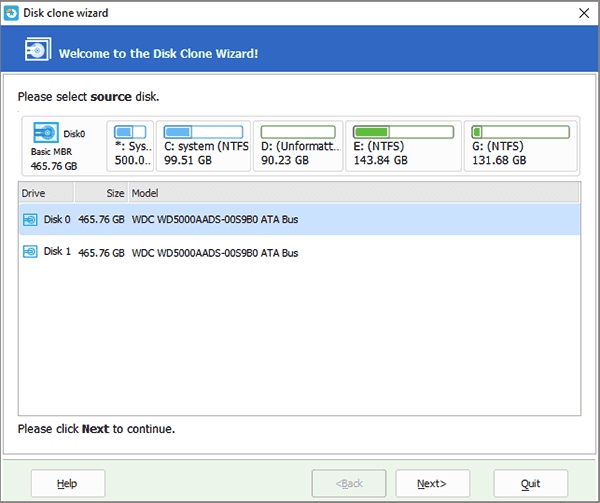 Disk clone wizard
Welcome to the Disk Clone Wizard!
Please select source disk.
Disk0
Basic MBR
465.76 GB
*: Sys..
500.0...
C: system (NTFS
99.51 GB
D: (Unformatt...
90.23 GB
E: (NTFS)
143.84 GB
G: (NTFS)
131.68 GB
Drive Size Model
Disk 0 465.76 GB WDC WD5000AADS-00S9B0 ATA Bus
Disk 1 465.76 GB WDC WD5000AADS-00S9B0 ATA Bus
Please click Next to continue.
Help <Back Next> Quit